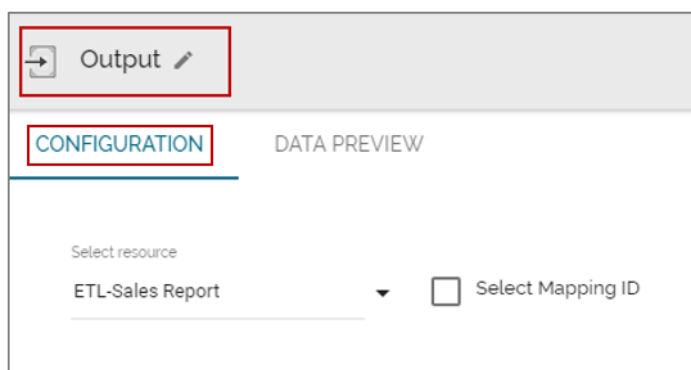 Output
CONFIGURATION DATA PREVIEW
Select resource
ETL-Sales Report Select Mapping ID